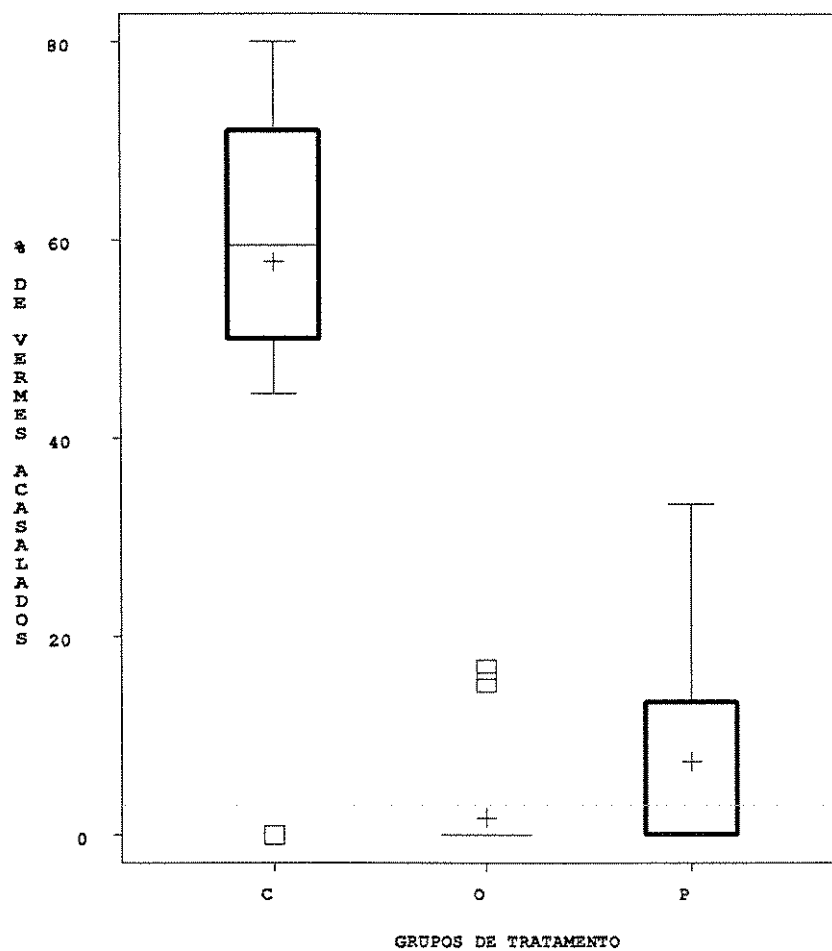 % DE VERMES ACASALADOS
80
60
40
20
0
C O P
GRUPOS DE TRATAMENTO